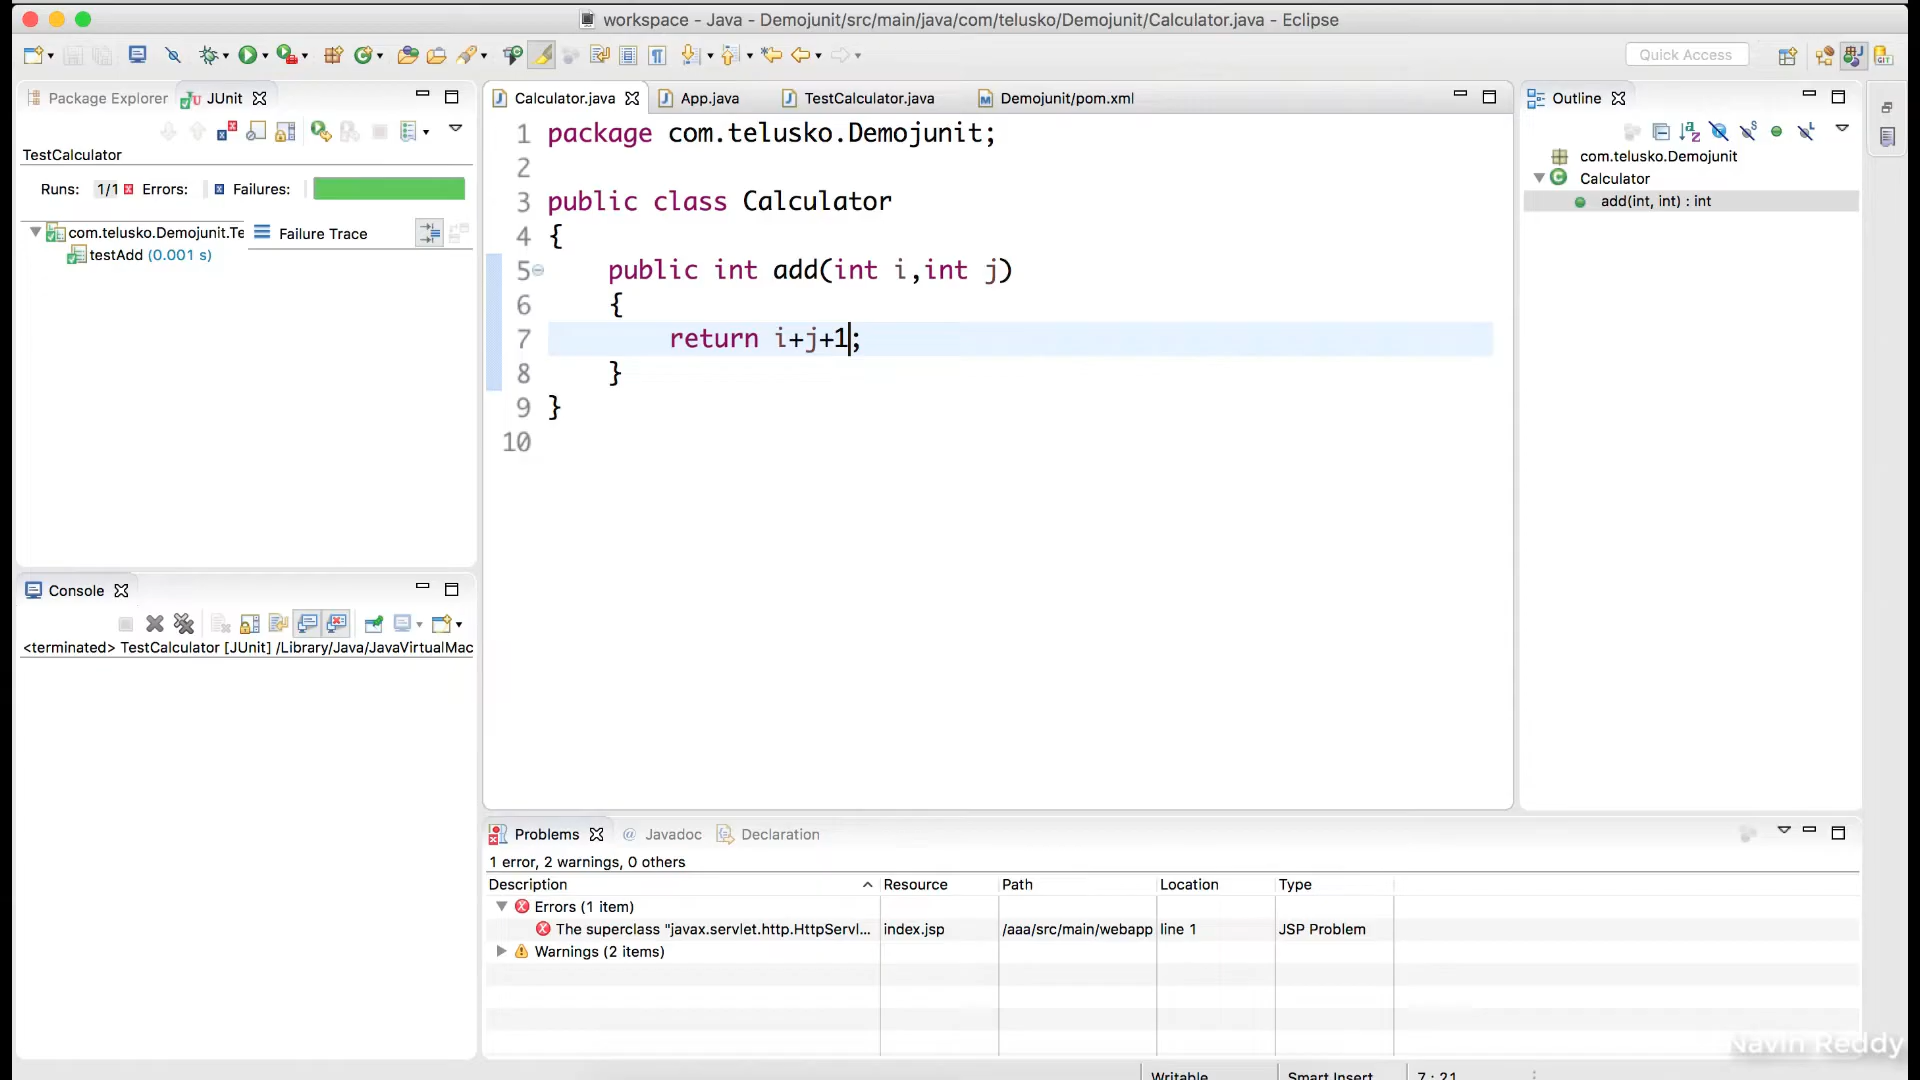 workspace - Java - Demojunit/src/main/java/com/telusko/Demojunit/Calculator.java - Eclipse
Quick Access
Package Explorer
JUnit
TestCalculator
Runs: 1/1
Errors:
Failures:
com.telusko.Demojunit.Te
testAdd (0.001 s)
Failure Trace
Calculator.java
App.java
TestCalculator.java
Demojunit/pom.xml
1 package com.telusko.Demojunit;
2
3 public class Calculator
4 {
5 public int add(int i,int j)
6 {
7 return i+j+1;
8 }
9 }
10
Outline
com.telusko.Demojunit
Calculator
add(int, int) : int
Console
<terminated> TestCalculator [JUnit] /Library/Java/JavaVirtualMac
Problems
@ Javadoc
Declaration
1 error, 2 warnings, 0 others
Description Resource Path Location Type
Errors (1 item)
The superclass "javax.servlet.http.HttpServl... index.jsp /aaa/src/main/webapp line 1 JSP Problem
Warnings (2 items)
Navin Reddy
Writable Smart Insert 7 : 21